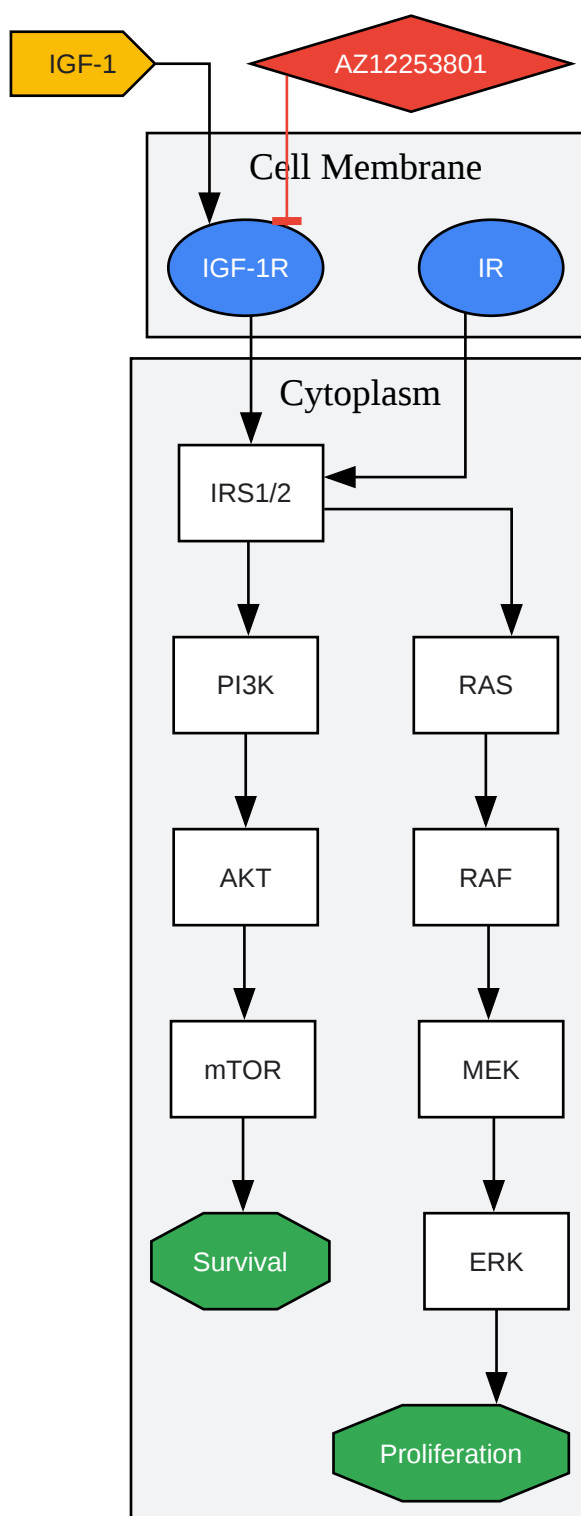 IGF-1
AZ12253801
Cell Membrane
IGF-1R
IR
Cytoplasm
IRS1/2
PI3K
RAS
AKT
RAF
mTOR
MEK
Survival
ERK
Proliferation